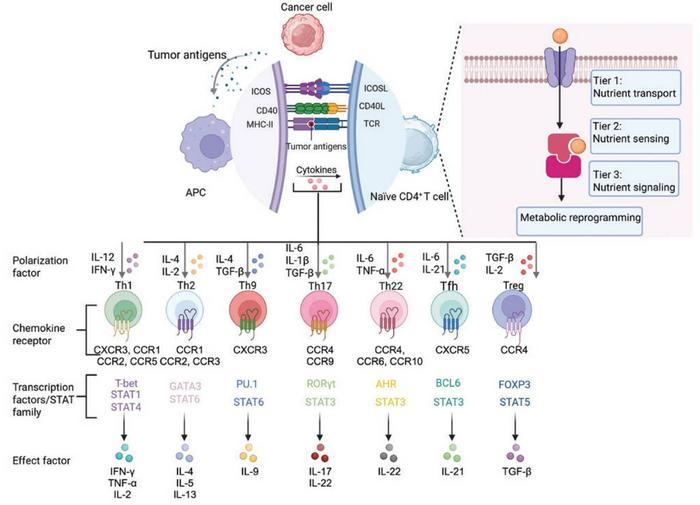 Cancer cell
Tumor antigens
ICOS
ICOSL
CD40
CD40L
MHC-II
TCR
Tumor antigens
APC
Naïve CD4⁺ T cell
Cytokines
Tier 1:
Nutrient transport
Tier 2:
Nutrient sensing
Tier 3:
Nutrient signaling
Metabolic reprogramming
Polarization
factor
IL-12
IFN-γ
IL-4
IL-2
IL-4
TGF-β
IL-6
IL-1β
TGF-β
IL-6
TNF-α
IL-6
IL-21
TGF-β
IL-2
Th1
Th2
Th9
Th17
Th22
Tfh
Treg
Chemokine
receptor
CXCR3, CCR1
CCR2, CCR5
CCR1
CCR2, CCR3
CXCR3
CCR4
CCR9
CCR4,
CCR6, CCR10
CXCR5
CCR4
Transcription
factors/STAT
family
T-bet
STAT1
STAT4
GATA3
STAT6
PU.1
STAT6
RORγt
STAT3
AHR
STAT3
BCL6
STAT3
FOXP3
STAT5
Effect factor
IFN-γ
TNF-α
IL-2
IL-4
IL-5
IL-13
IL-9
IL-17
IL-22
IL-22
IL-21
TGF-β